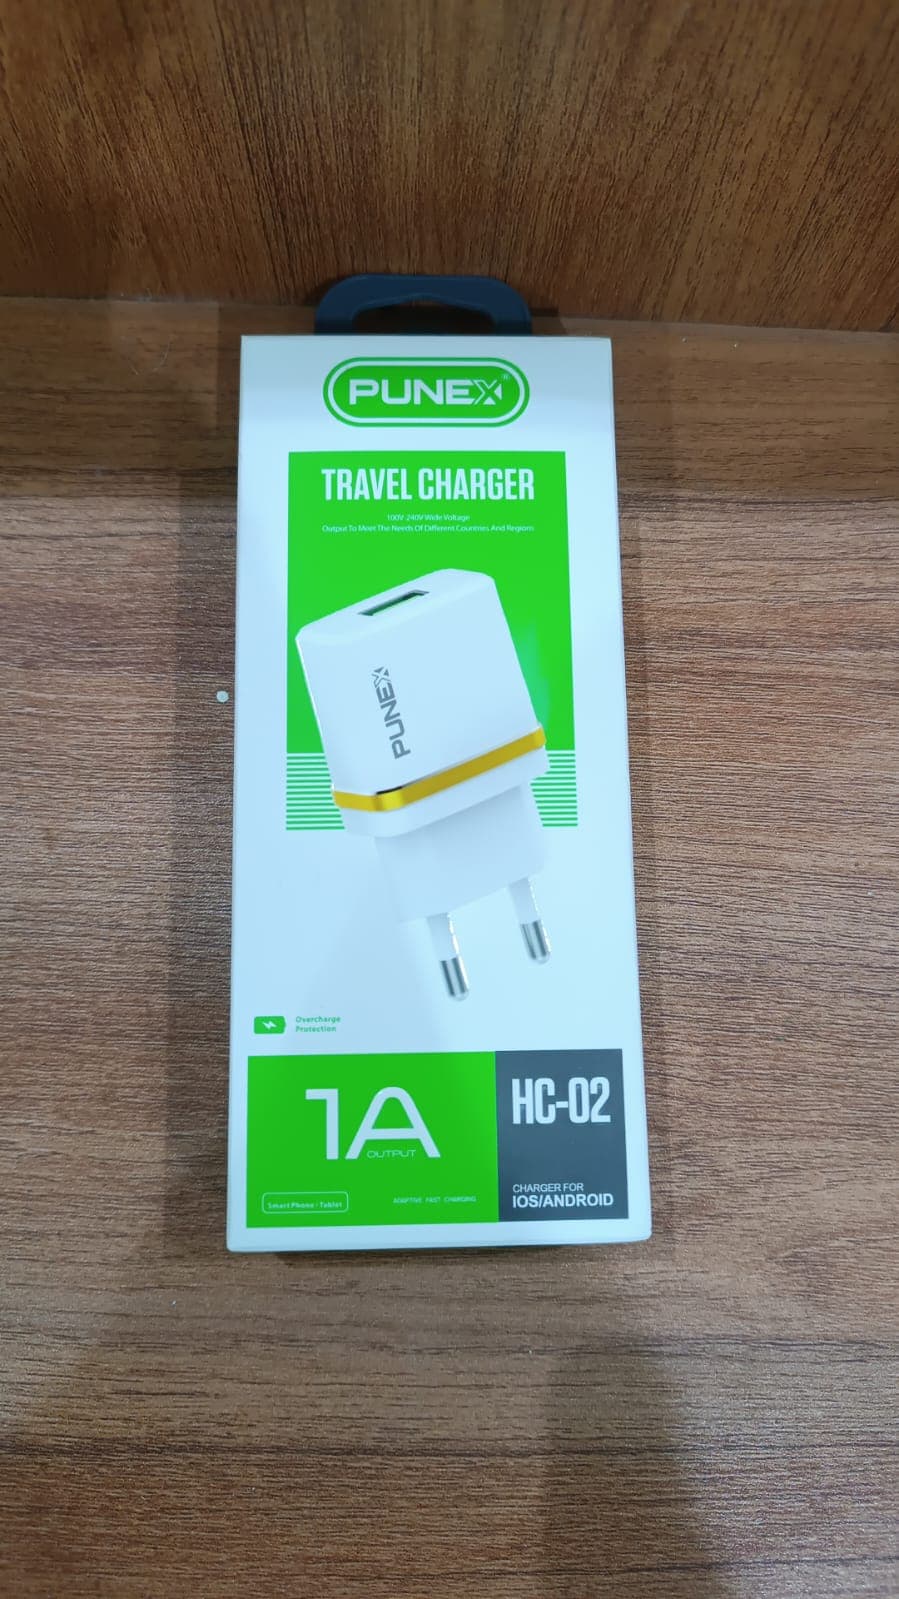 PUNEX®
TRAVEL CHARGER
100V-240V Wide Voltage
Output To Meet The Needs Of Different Countries And Regions
PUNEX
Overcharge
Protection
1A
OUTPUT
Smart Phone / Tablet
ADAPTIVE FAST CHARGING
HC-02
CHARGER FOR
IOS/ANDROID